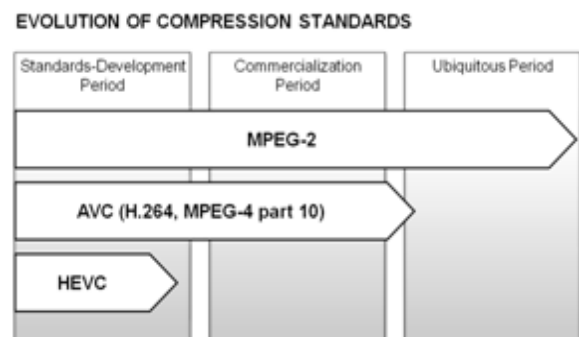 EVOLUTION OF COMPRESSION STANDARDS
Standards-Development
Period
Commercialization
Period
Ubiquitous Period
MPEG-2
AVC (H.264, MPEG-4 part 10)
HEVC